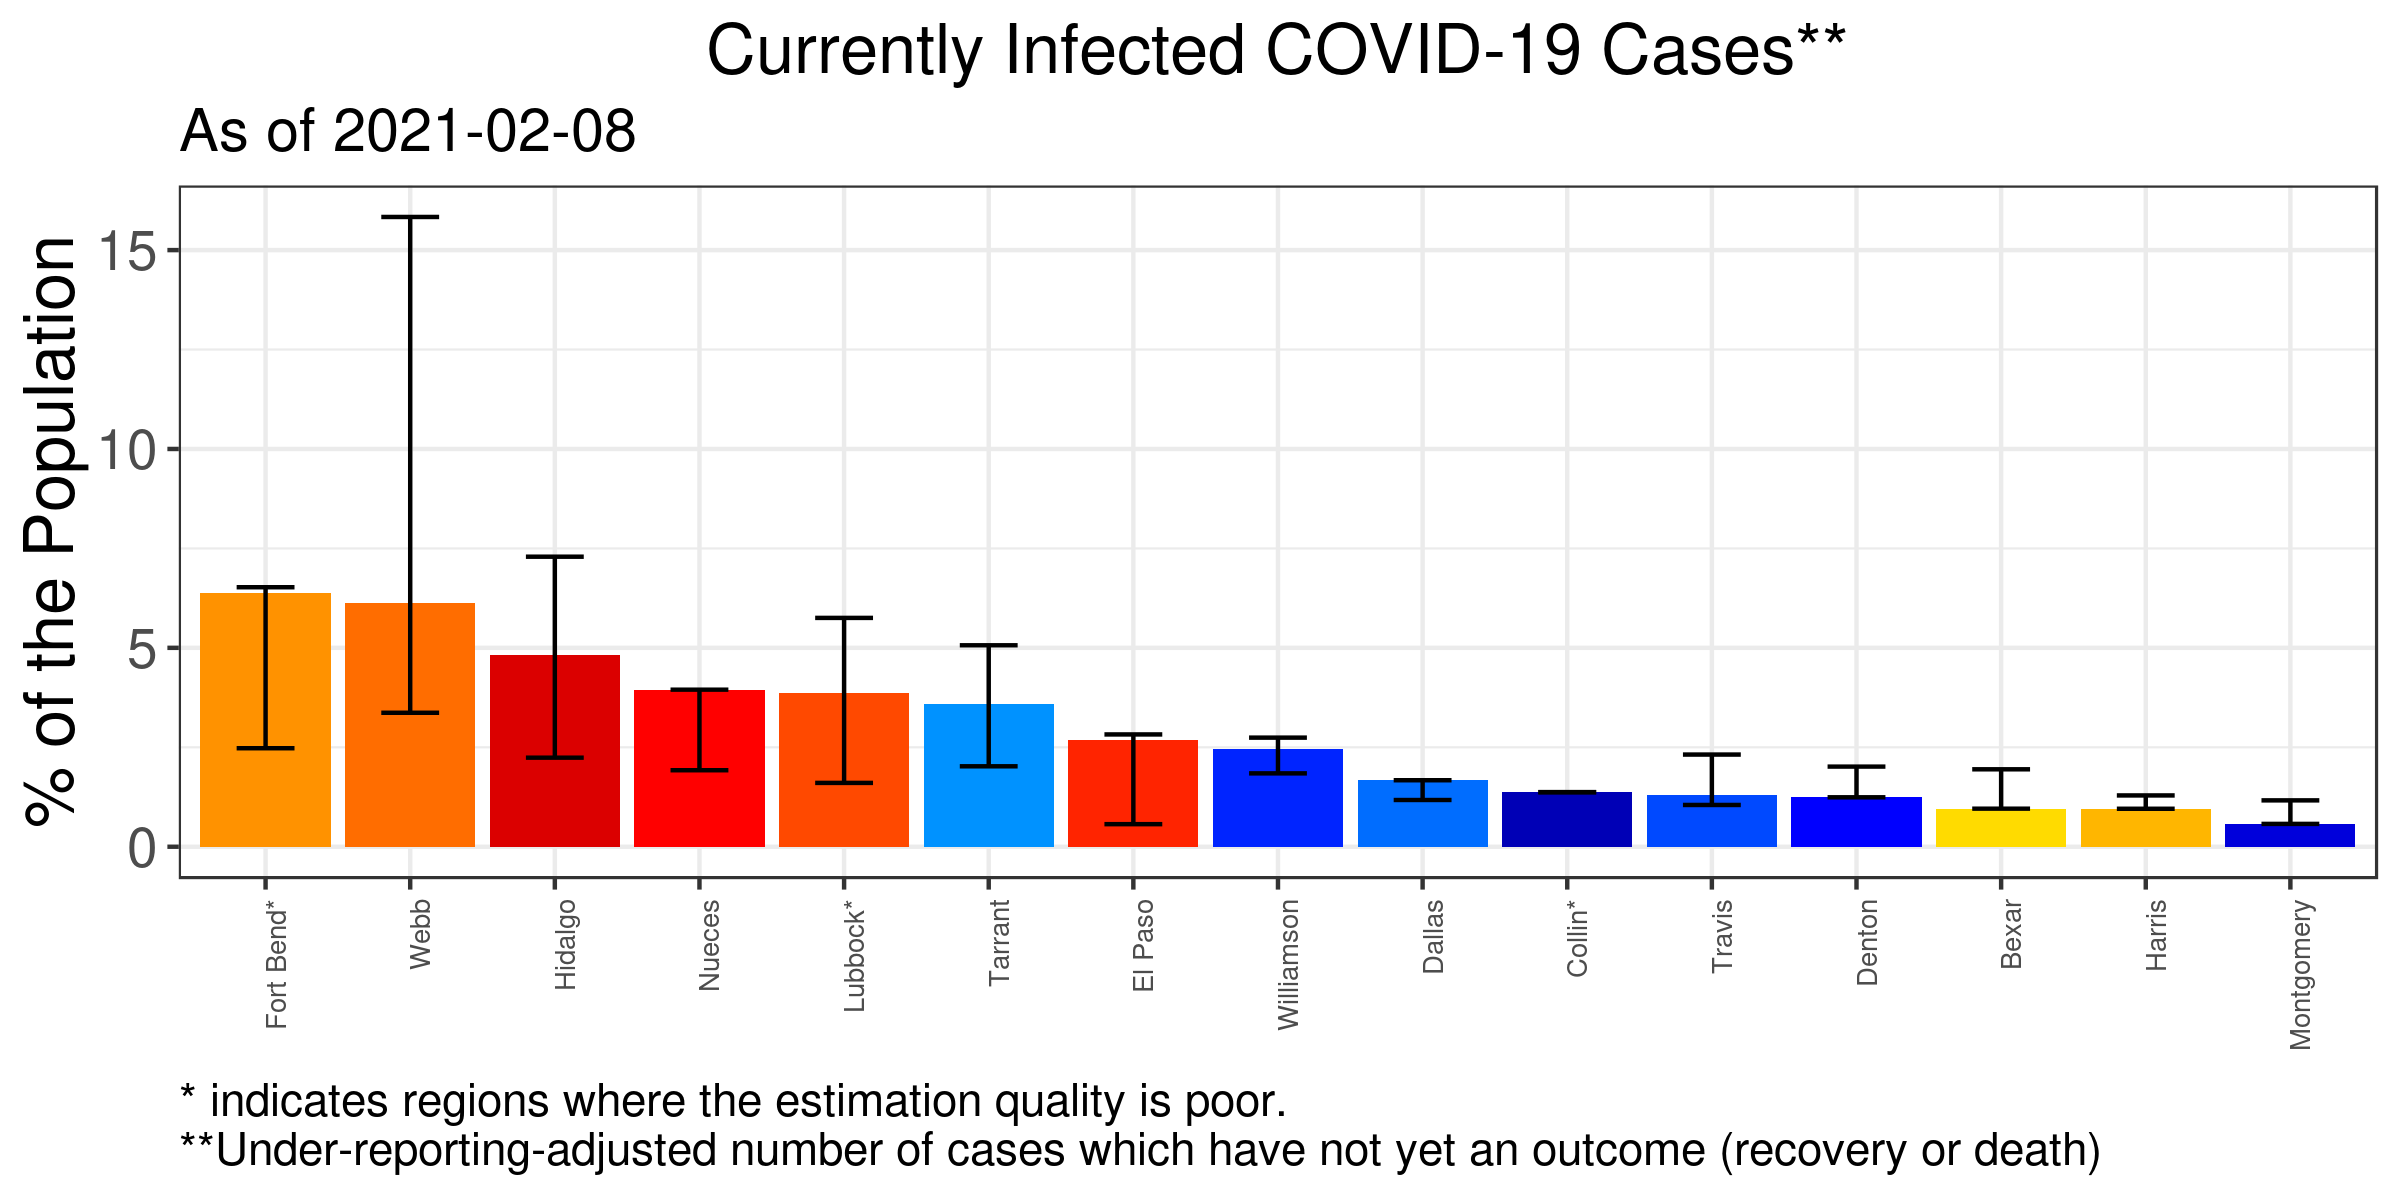 Currently Infected COVID-19 Cases**
As of 2021-02-08
% of the Population
15
10
5
0
Fort Bend*
Webb
Hidalgo
Nueces
Lubbock*
Tarrant
El Paso
Williamson
Dallas
Collin*
Travis
Denton
Bexar
Harris
Montgomery
* indicates regions where the estimation quality is poor.
**Under-reporting-adjusted number of cases which have not yet an outcome (recovery or death)